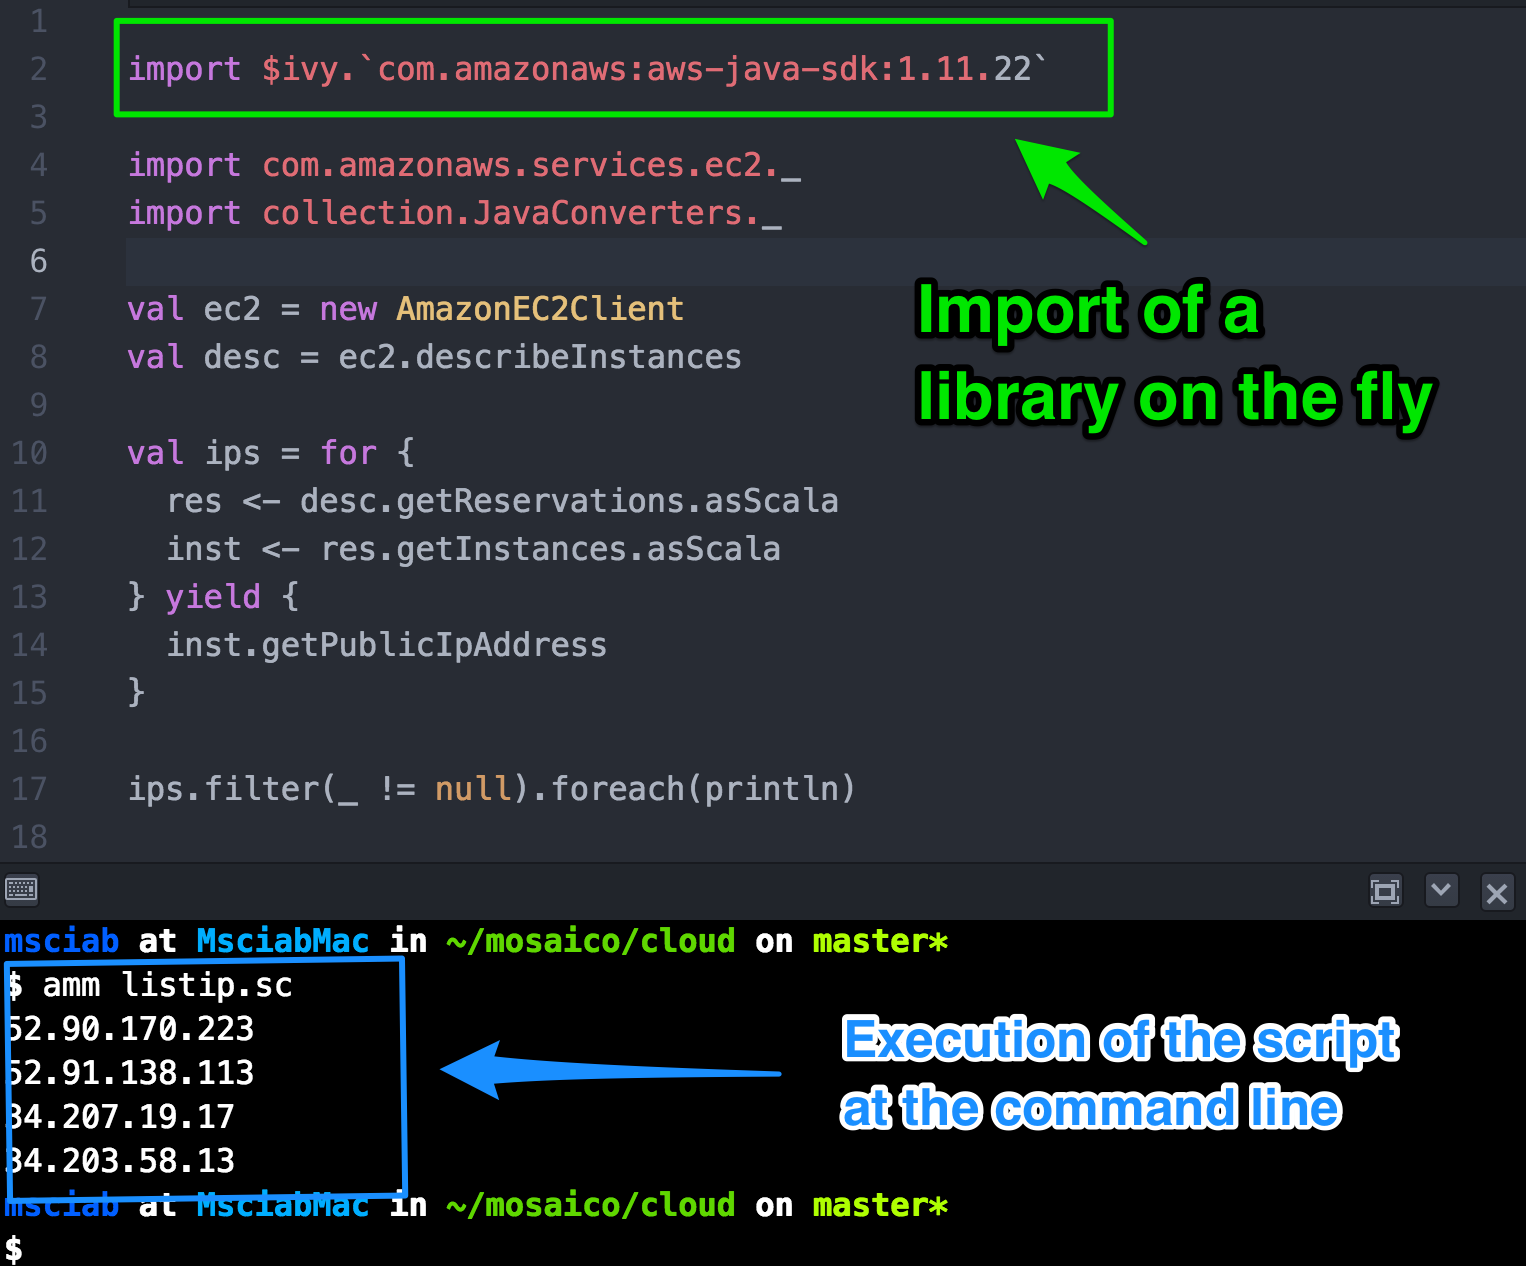 1
2 import $ivy.`com.amazonaws:aws-java-sdk:1.11.22`
3
4 import com.amazonaws.services.ec2._
5 import collection.JavaConverters._
6
7 val ec2 = new AmazonEC2Client
8 val desc = ec2.describeInstances
9
10 val ips = for {
11 res <- desc.getReservations.asScala
12 inst <- res.getInstances.asScala
13 } yield {
14 inst.getPublicIpAddress
15 }
16
17 ips.filter(_ != null).foreach(println)
18
Import of a
library on the fly
msciab at MsciabMac in ~/mosaico/cloud on master*
$ amm listip.sc
52.90.170.223
52.91.138.113
34.207.19.17
34.203.58.13
Execution of the script
at the command line
msciab at MsciabMac in ~/mosaico/cloud on master*
$